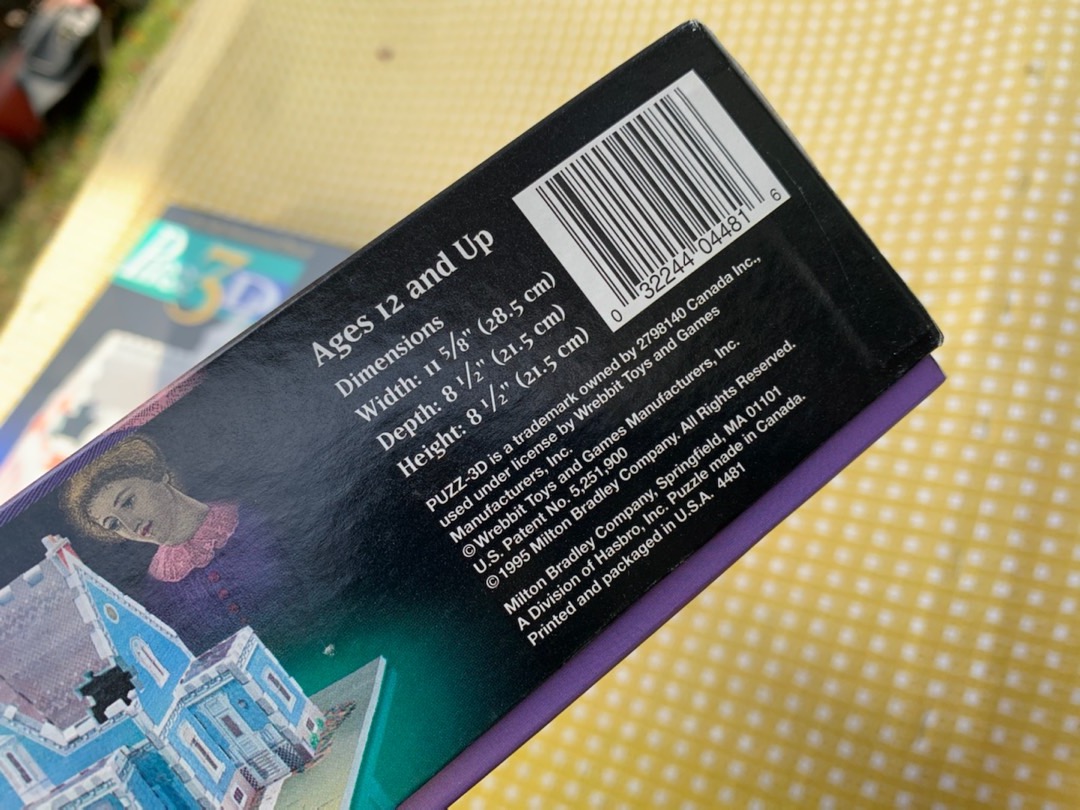 Puzz 3D
Ages 12 and Up
Dimensions
Width: 11 5/8" (28.5 cm)
Depth: 8 1/2" (21.5 cm)
Height: 8 1/2" (21.5 cm)
0 32244 04481 6
PUZZ-3D is a trademark owned by 2798140 Canada Inc.,
used under license by Wrebbit Toys and Games
Manufacturers, Inc.
©Wrebbit Toys and Games Manufacturers, Inc.
U.S. Patent No. 5,251,900
©1995 Milton Bradley Company. All Rights Reserved.
Milton Bradley Company, Springfield, MA 01101
A Division of Hasbro, Inc. Puzzle made in Canada.
Printed and packaged in U.S.A. 4481